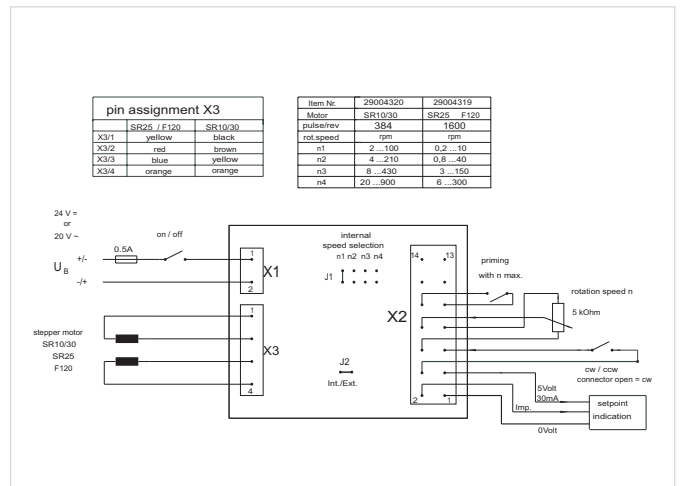 pin assignment X3
SR25 / F120 SR10/30
X3/1 yellow black
X3/2 red brown
X3/3 blue yellow
X3/4 orange orange
Item Nr. 29004320 29004319
Motor SR10/30 SR25 F120
pulse/rev 384 1600
rot.speed rpm rpm
n1 2 ...100 0,2 ...10
n2 4 ...210 0,8 ...40
n3 8 ...430 3 ...150
n4 20 ...900 6 ...300
24 V =
or
20 V ~
on / off
0.5A
+/-
U B
-/+
1
X1
2
internal
speed selection
n1 n2 n3 n4
J1
14 13
X2
priming
with n max.
rotation speed n
5 kOhm
stepper motor
SR10/30
SR25
F120
1
X3
4
J2
Int./Ext.
cw / ccw
connector open = cw
2 1
5Volt
30mA
Imp.
0Volt
setpoint
indication